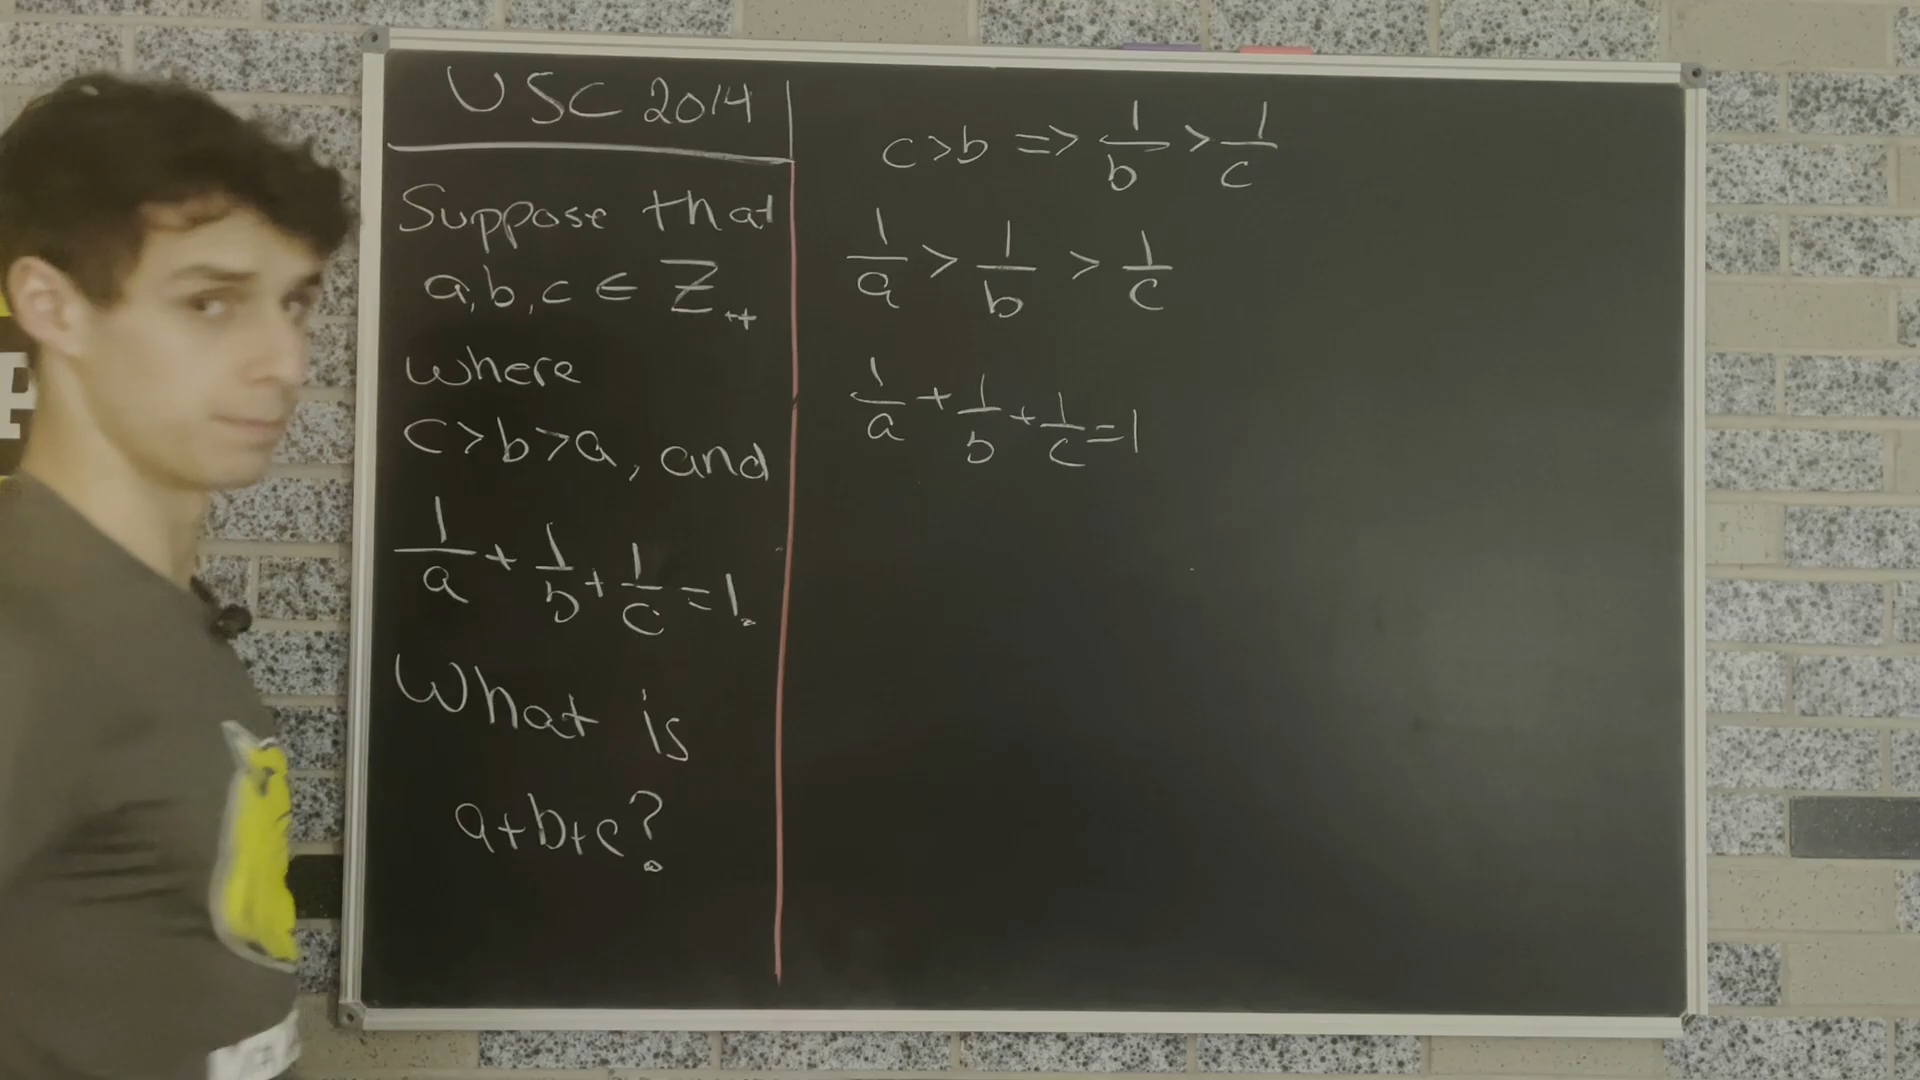 USC 2014
Suppose that
a,b,c ∈ Z++
where
c>b>a, and
1/a + 1/b + 1/c = 1.
What is
a+b+c?
c>b => 1/b > 1/c
1/a > 1/b > 1/c
1/a + 1/b + 1/c = 1